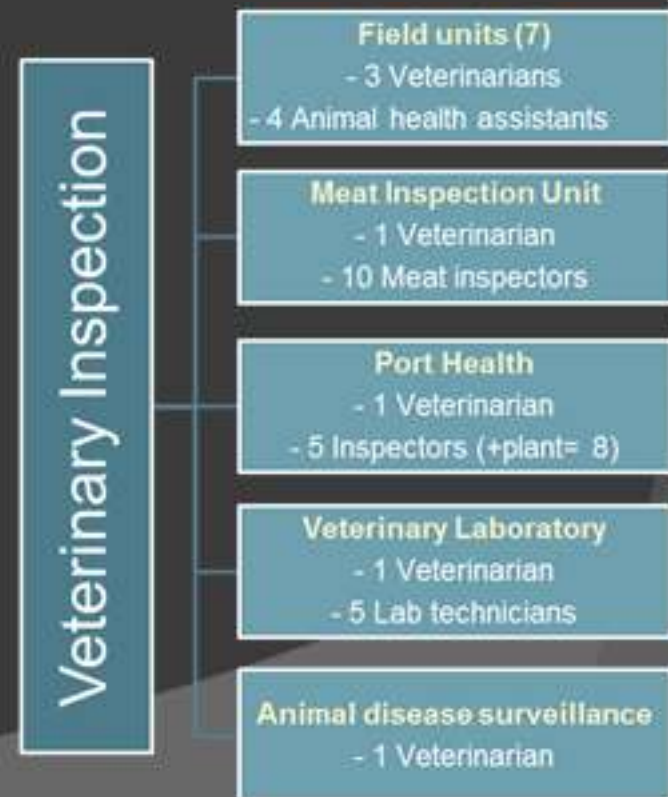 Veterinary Inspection
Field units (7)
- 3 Veterinarians
- 4 Animal health assistants
Meat Inspection Unit
- 1 Veterinarian
- 10 Meat inspectors
Port Health
- 1 Veterinarian
- 5 Inspectors (+plant= 8)
Veterinary Laboratory
- 1 Veterinarian
- 5 Lab technicians
Animal disease surveillance
- 1 Veterinarian